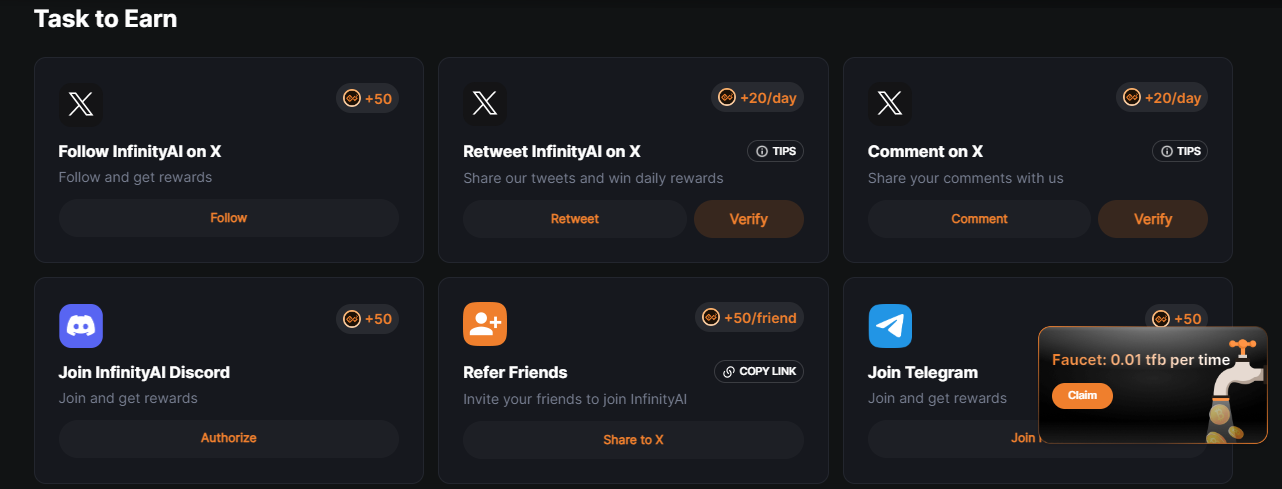 Task to Earn
+50
Follow InfinityAI on X
Follow and get rewards
Follow
+20/day
Retweet InfinityAI on X
TIPS
Share our tweets and win daily rewards
Retweet
Verify
+20/day
Comment on X
TIPS
Share your comments with us
Comment
Verify
+50
Join InfinityAI Discord
Join and get rewards
Authorize
+50/friend
Refer Friends
COPY LINK
Invite your friends to join InfinityAI
Share to X
+50
Join Telegram
Join and get rewards
Join
Faucet: 0.01 tfb per time
Claim